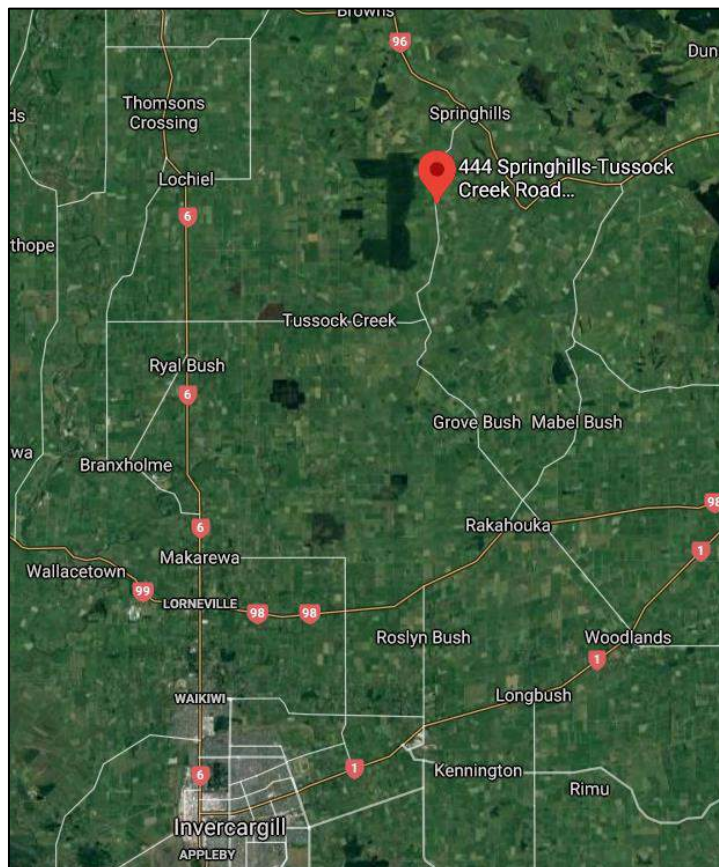 Browns
96
Dun
Springhills
Thomsons
Crossing
ds
444 Springhills-Tussock
Creek Road...
Lochiel
6
thope
Tussock Creek
Ryal Bush
6
Grove Bush
Mabel Bush
wa
Branxholme
98
Rakahouka
6
1
Makarewa
Wallacetown
99
LORNEVILLE
98
98
Roslyn Bush
Woodlands
1
WAIKIWI
Longbush
6
1
Kennington
Rimu
Invercargill
APPLEBY